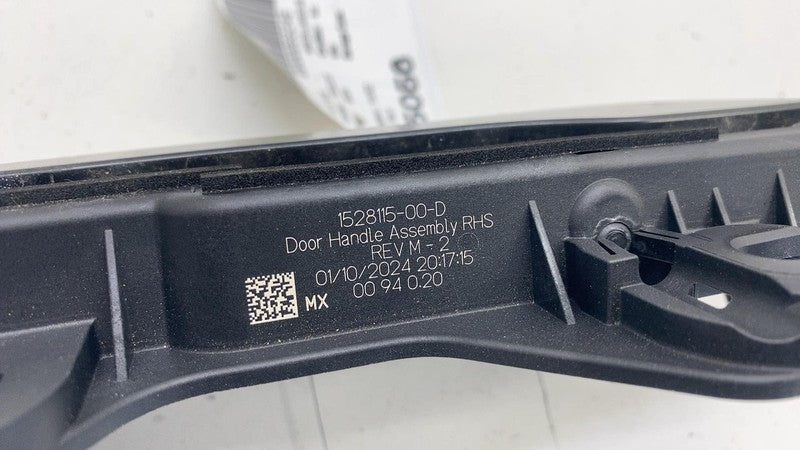 1528115-00-D
Door Handle Assembly RHS
REV M - 2
01/10/2024 20:17:15
00 94 0.20
MX